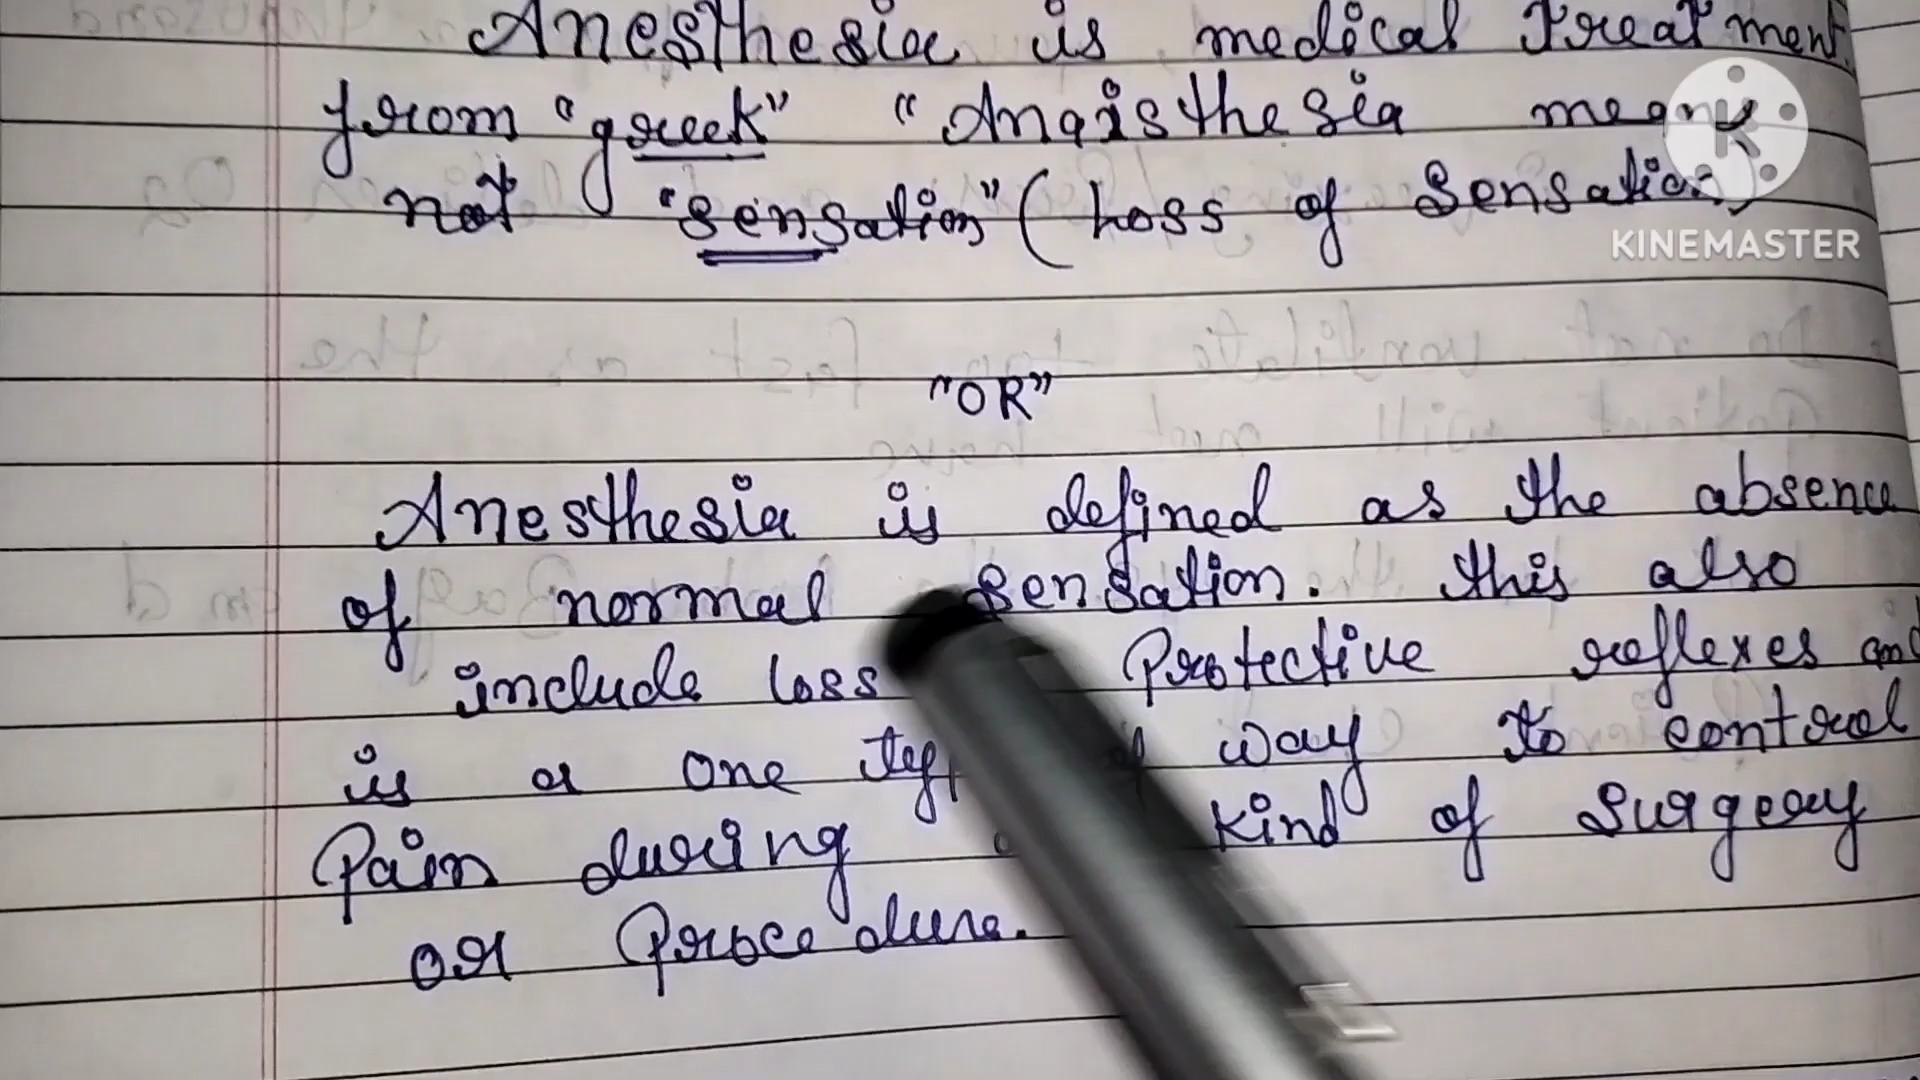 Anesthesia is medical treatment
from "greek" "Anaisthesia means
not "sensation" (Loss of Sensation)
KINEMASTER
"OR"
Anesthesia is defined as the absence
of normal sensation. this also
include loss Protective reflexes and
is a one of way to control
Pain during kind of Surgery
or Procedure.